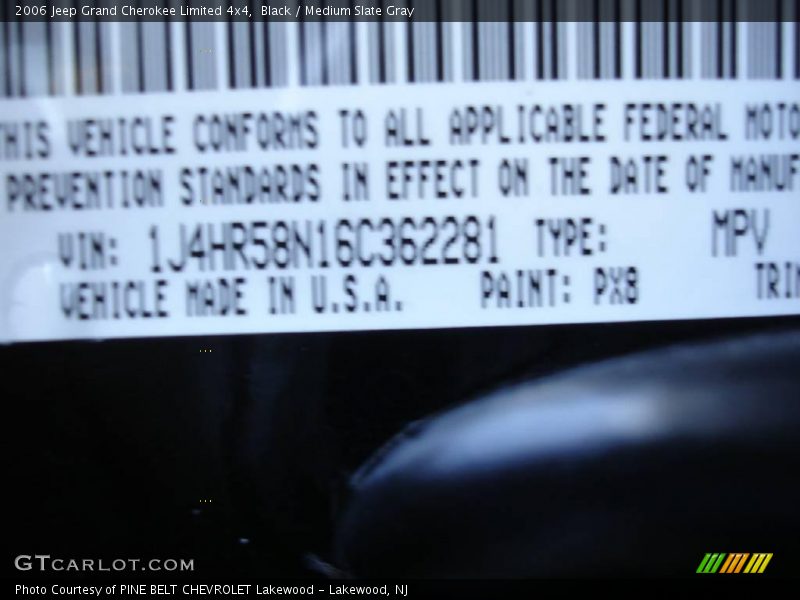 2006 Jeep Grand Cherokee Limited 4x4, Black / Medium Slate Gray
THIS VEHICLE CONFORMS TO ALL APPLICABLE FEDERAL MOTO
PREVENTION STANDARDS IN EFFECT ON THE DATE OF MANUF
VIN: 1J4HR58N16C362281 TYPE: MPV
VEHICLE MADE IN U.S.A. PAINT: PX8 TRIM
GTCARLOT.COM
Photo Courtesy of PINE BELT CHEVROLET Lakewood - Lakewood, NJ